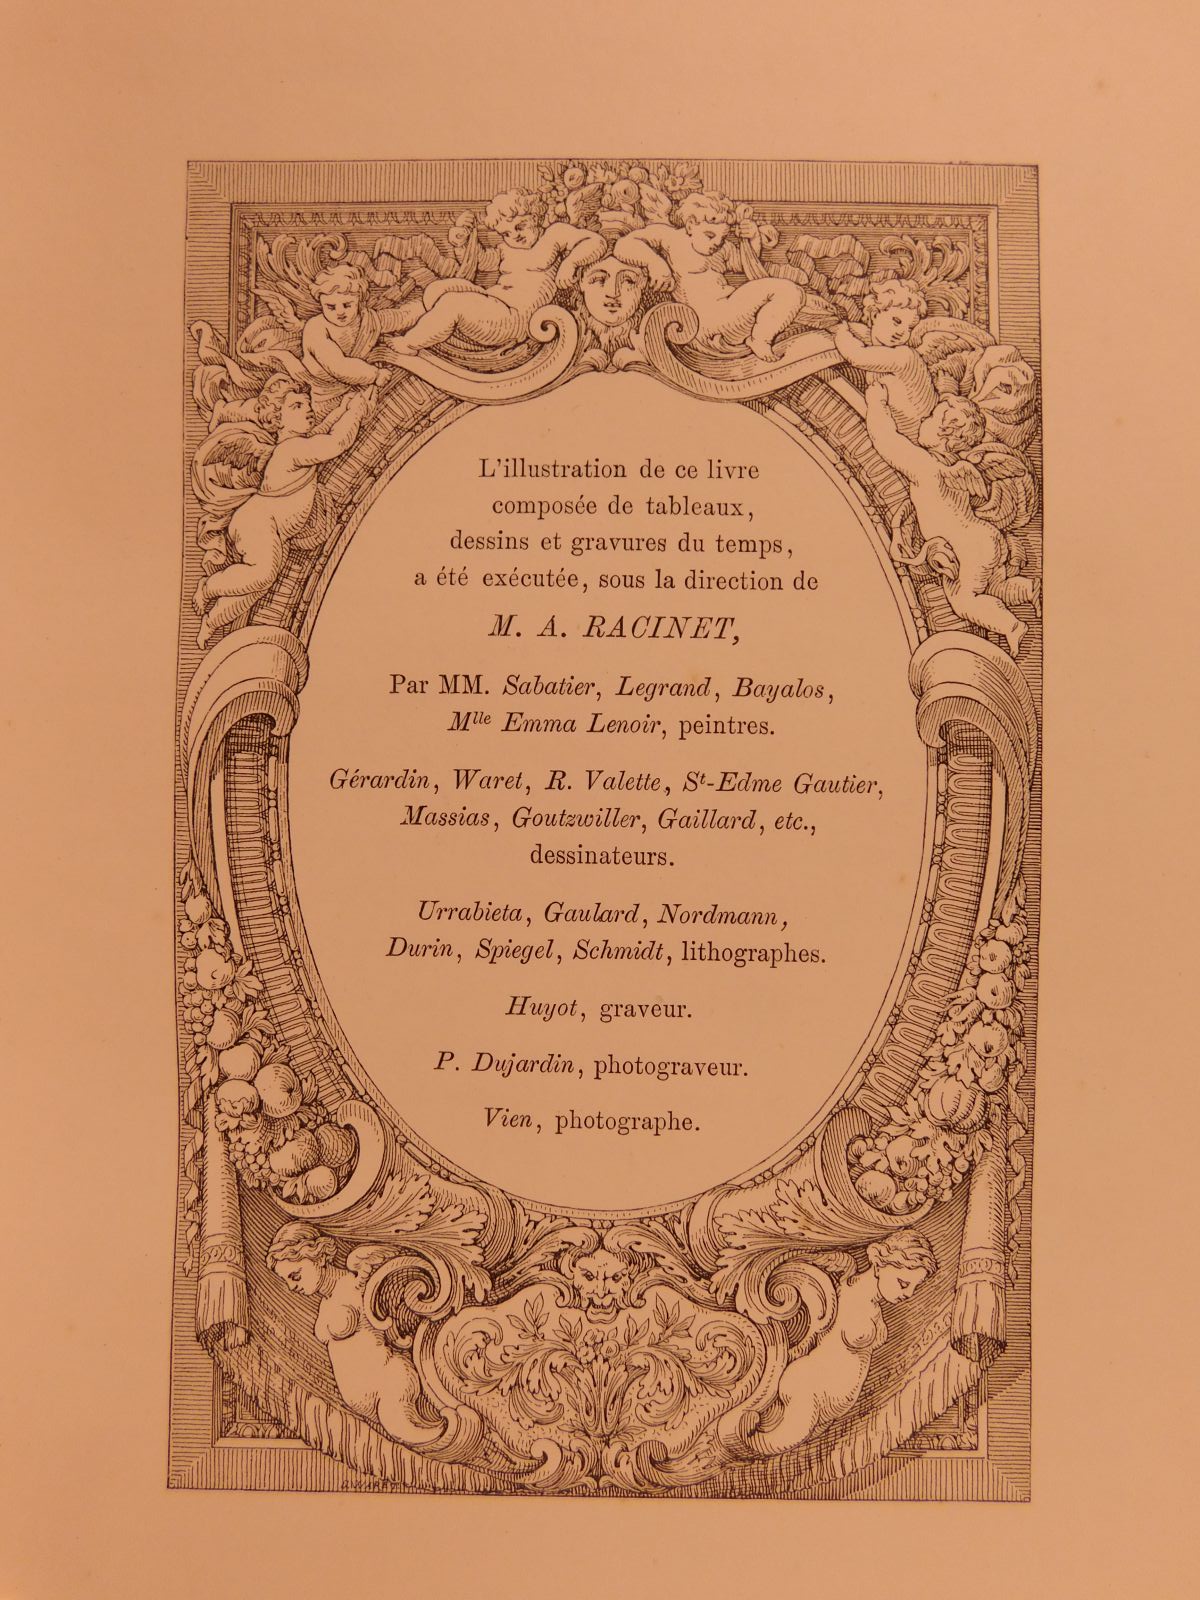 L'illustration de ce livre
composée de tableaux,
dessins et gravures du temps,
a été exécutée, sous la direction de
M. A. RACINET,
Par MM. Sabatier, Legrand, Bayalos,
Mlle Emma Lenoir, peintres.
Gérardin, Waret, R. Valette, St-Edme Gautier,
Massias, Goutzwiller, Gaillard, etc.,
dessinateurs.
Urrabieta, Gaulard, Nordmann,
Durin, Spiegel, Schmidt, lithographes.
Huyot, graveur.
P. Dujardin, photograveur.
Vien, photographe.